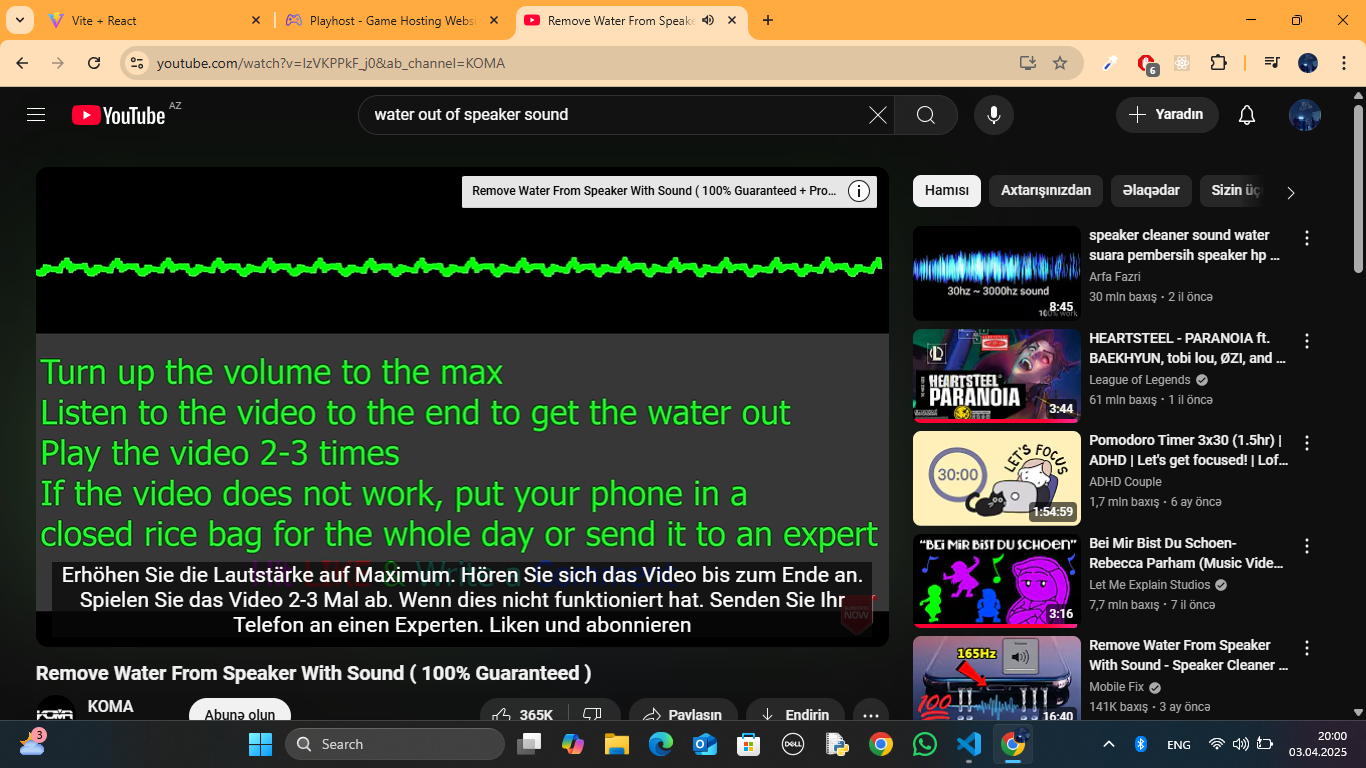 Vite + React
Playhost - Game Hosting Webs
Remove Water From Speake
youtube.com/watch?v=IzVKPPkF_j0&ab_channel=KOMA
6
YouTube AZ
water out of speaker sound
Yaradın
Remove Water From Speaker With Sound ( 100% Guaranteed + Pro...
Turn up the volume to the max
Listen to the video to the end to get the water out
Play the video 2-3 times
If the video does not work, put your phone in a
closed rice bag for the whole day or send it to an expert
Erhöhen Sie die Lautstärke auf Maximum. Hören Sie sich das Video bis zum Ende an.
Spielen Sie das Video 2-3 Mal ab. Wenn dies nicht funktioniert hat. Senden Sie Ihr
Telefon an einen Experten. Liken und abonnieren
NOW
Remove Water From Speaker With Sound ( 100% Guaranteed )
KOMA
KOMA
Abunə olun
365K
Paylaşın
Endirin
Hamısı
Axtarışınızdan
Əlaqədar
Sizin üçü
30hz ~ 3000hz sound
100% work
8:45
speaker cleaner sound water
suara pembersih speaker hp ...
Arfa Fazri
30 mln baxış • 2 il öncə
HEARTSTEEL
PARANOIA
3:44
HEARTSTEEL - PARANOIA ft.
BAEKHYUN, tobi lou, ØZI, and ...
League of Legends
61 mln baxış • 1 il öncə
30:00
LET'S FOCUS
1:54:59
Pomodoro Timer 3x30 (1.5hr) |
ADHD | Let's get focused! | Lof...
ADHD Couple
1,7 mln baxış • 6 ay öncə
"BEI MIR BIST DU SCHOEN"
3:16
Bei Mir Bist Du Schoen-
Rebecca Parham (Music Vide...
Let Me Explain Studios
7,7 mln baxış • 7 il öncə
165Hz
100
16:40
Remove Water From Speaker
With Sound - Speaker Cleaner ...
Mobile Fix
141K baxış • 3 ay öncə
3
Search
DELL
ENG
20:00
03.04.2025